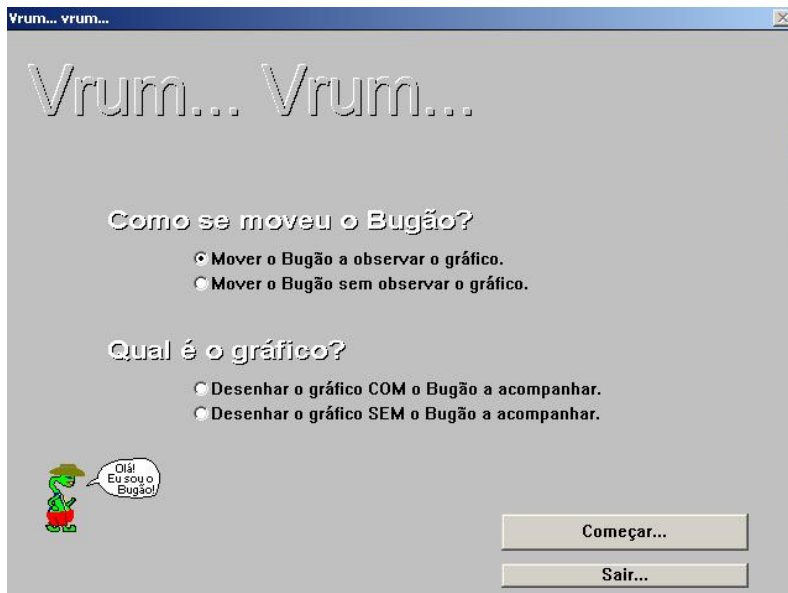 Vrum... vrum...
Vrum... Vrum...
Como se moveu o Bugão?
Mover o Bugão a observar o gráfico.
Mover o Bugão sem observar o gráfico.
Qual é o gráfico?
Desenhar o gráfico COM o Bugão a acompanhar.
Desenhar o gráfico SEM o Bugão a acompanhar.
Olá!
Eu sou o
Bugão!
Começar...
Sair...